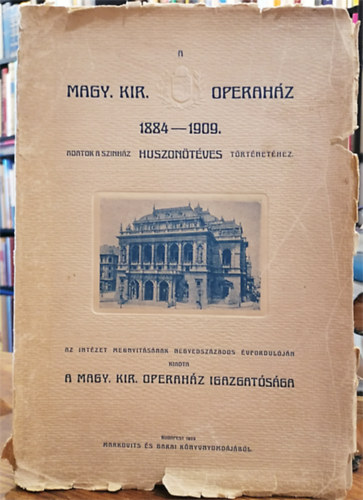 A
MAGY. KIR. OPERAHÁZ
1884—1909.
ADATOK A SZINHÁZ HUSZONÖTÉVES TÖRTÉNETÉHEZ
AZ INTÉZET MEGNYITÁSÁNAK NEGYEDSZÁZADOS ÉVFORDULÓJÁN
KIADTA
A MAGY. KIR. OPERAHÁZ IGAZGATÓSÁGA
BUDAPEST 1909
MARKOVITS ÉS GARAI KÖNYVNYOMDÁJÁBÓL